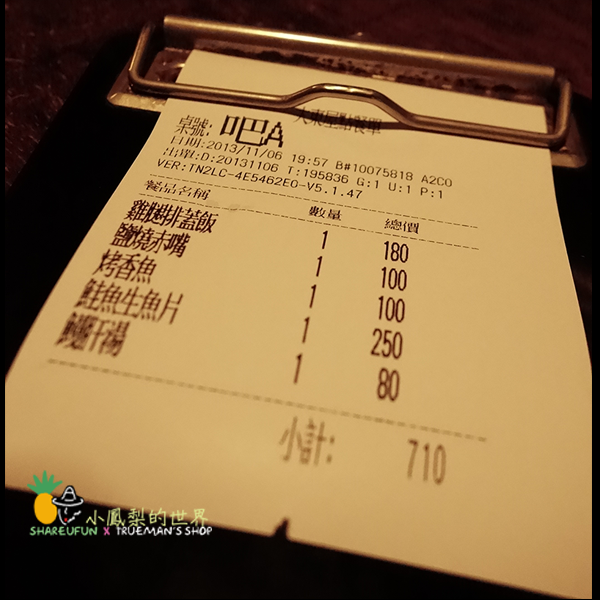 桌號: 吧A
日期:2013/11/06 19:57 B#10075818 A2C0
出單:D:20131106 T:195836 G:1 U:1 P:1
VER:TN2LC-4E5462E0-V5.1.47
餐品名稱 數量 總價
雞腿排蓋飯 1 180
鹽燒赤嘴 1 100
烤香魚 1 100
鮭魚生魚片 1 250
鱈魚肝湯 1 80
小計: 710
小鳳梨的世界
SHAREUFUN X TRUEMAN'S SHOP